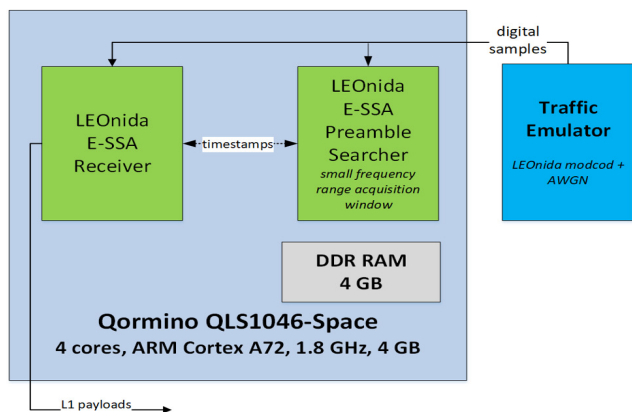 digital
samples
LEOnida
E-SSA
Receiver
timestamps
LEOnida
E-SSA
Preamble
Searcher
small frequency
range acquisition
window
Traffic
Emulator
LEOnida modcod +
AWGN
DDR RAM
4 GB
Qormino QLS1046-Space
4 cores, ARM Cortex A72, 1.8 GHz, 4 GB
L1 payloads